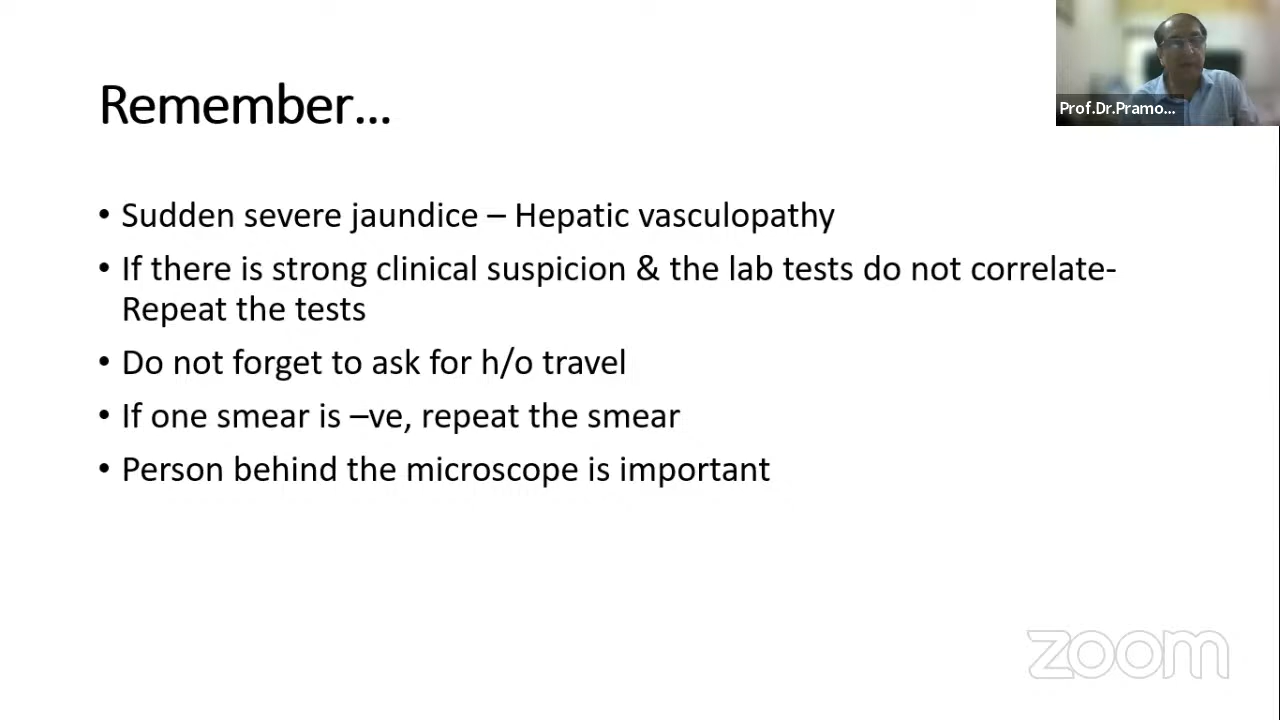 Prof.Dr.Pramo...
Remember...
• Sudden severe jaundice – Hepatic vasculopathy
• If there is strong clinical suspicion & the lab tests do not correlate-
Repeat the tests
• Do not forget to ask for h/o travel
• If one smear is –ve, repeat the smear
• Person behind the microscope is important
zoom